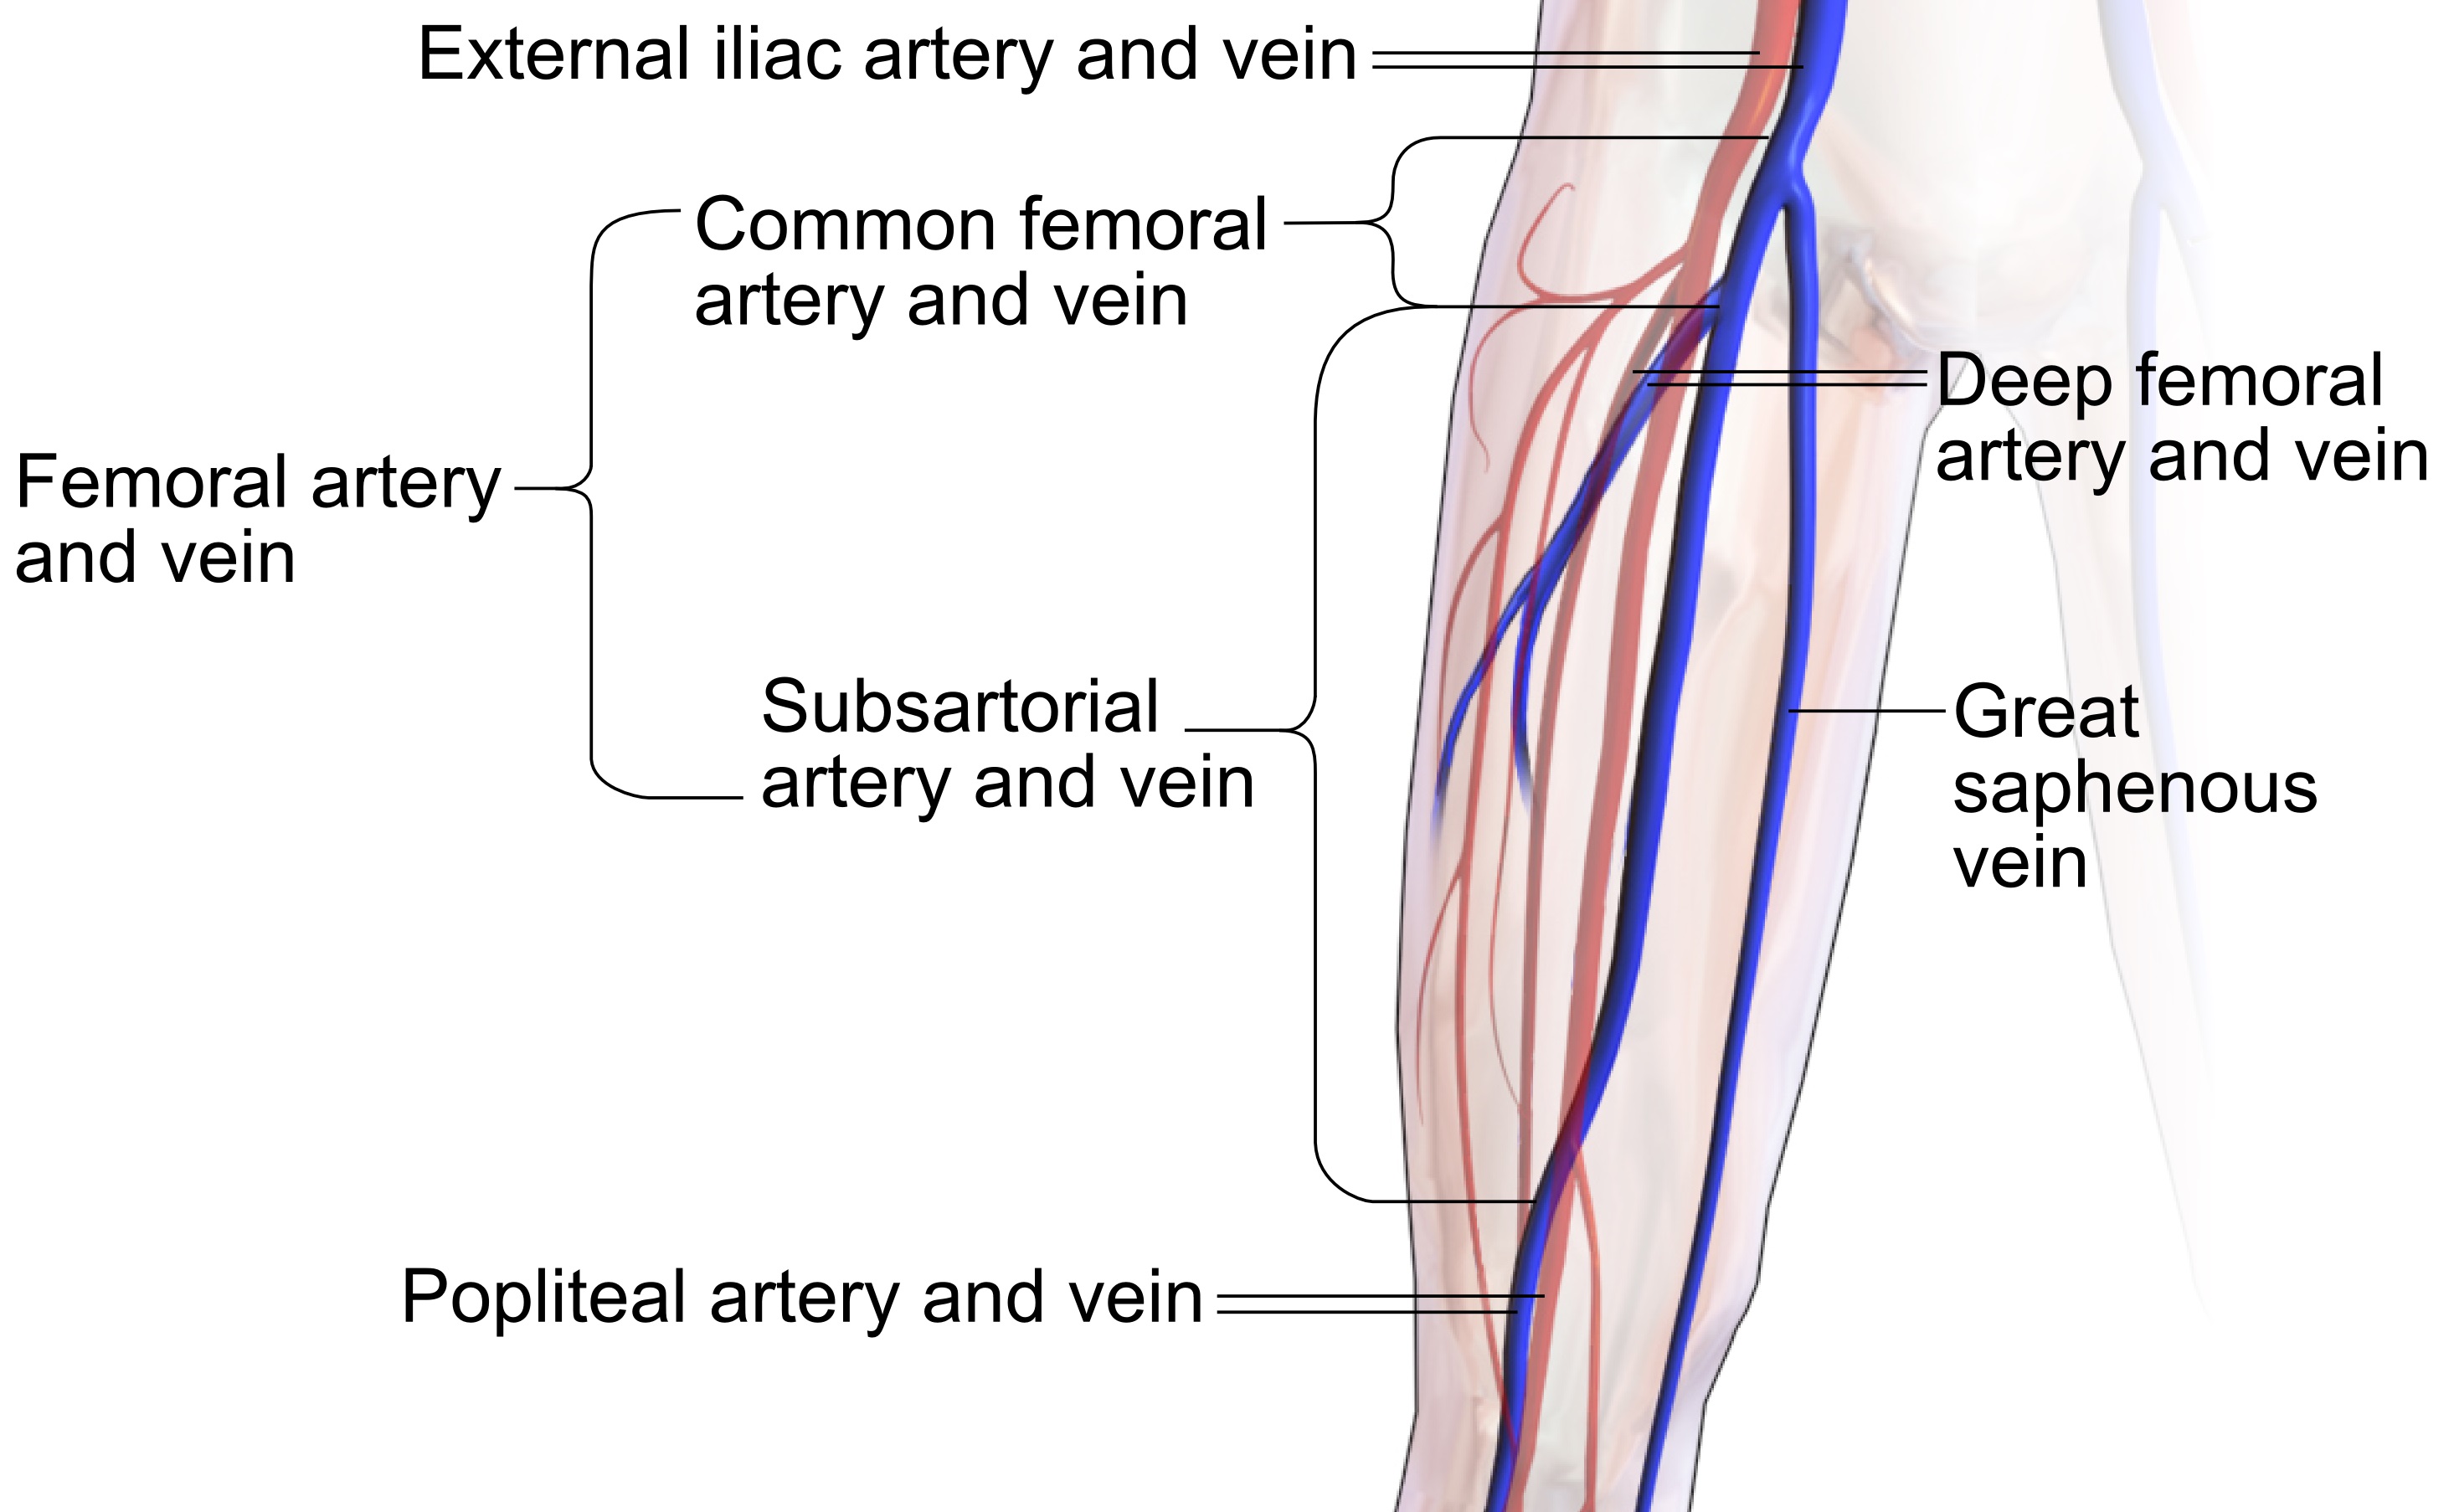 External iliac artery and vein
Common femoral
artery and vein
Deep femoral
artery and vein
Femoral artery
and vein
Subsartorial
artery and vein
Great
saphenous
vein
Popliteal artery and vein